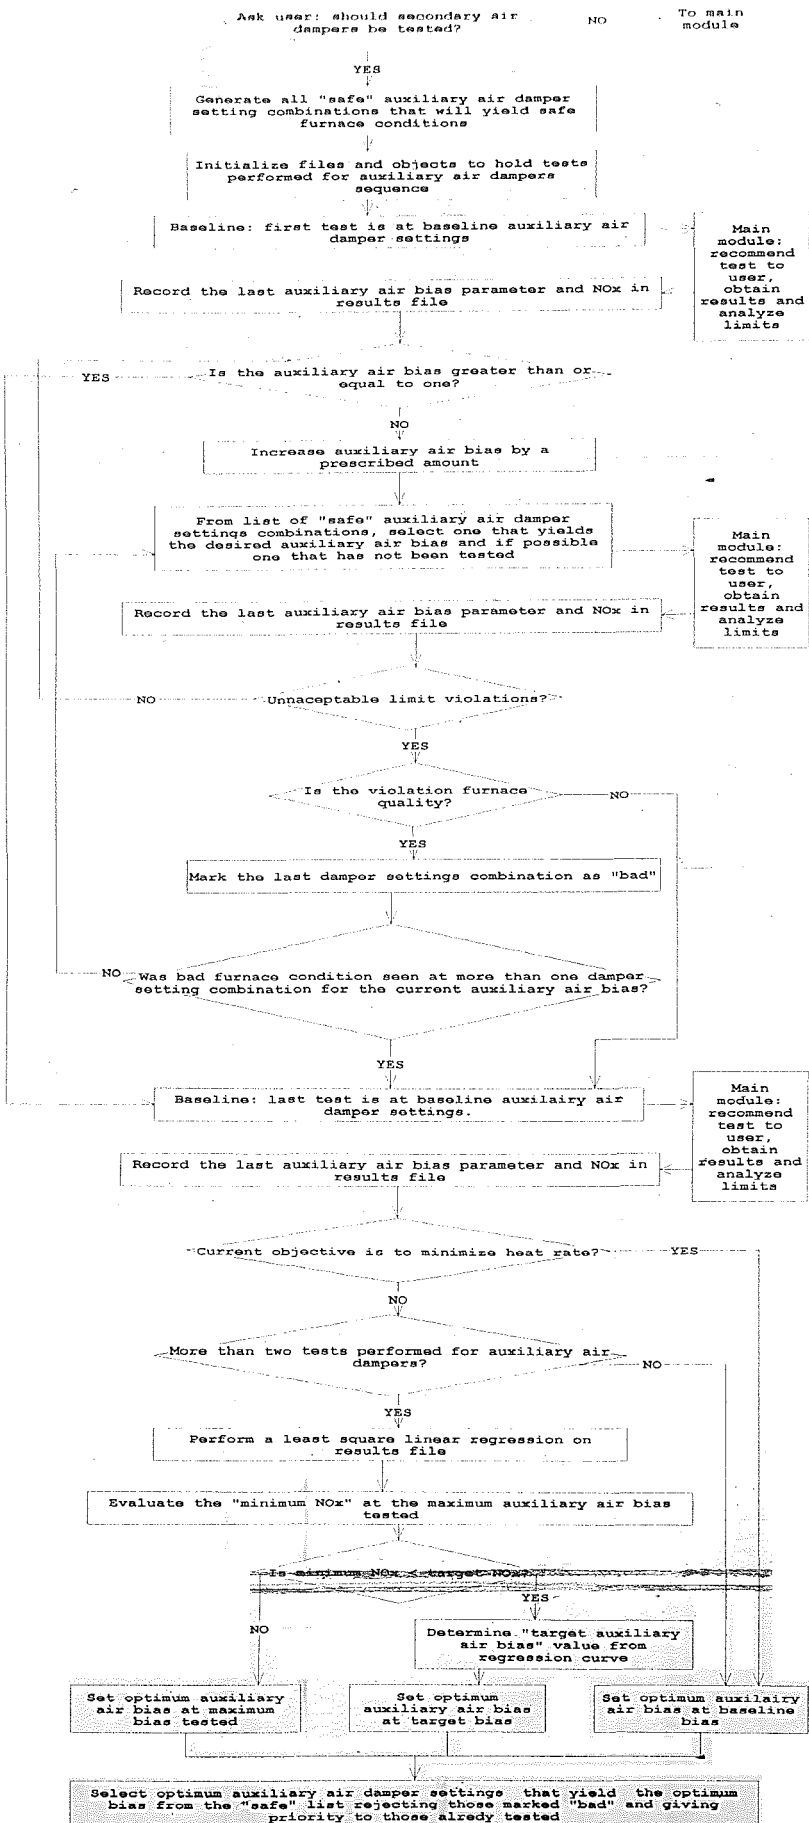 Ask user: should secondary air
dampers be tested?
NO
To main
module
YES
Generate all "safe" auxiliary air damper
setting combinations that will yield safe
furnace conditions
Initialize files and objects to hold tests
performed for auxiliary air dampers
sequence
Baseline: first test is at baseline auxiliary air
damper settings
Main
module:
recommend
test to
user,
obtain
results and
analyze
limits
Record the last auxiliary air bias parameter and NOx in
results file
YES
Is the auxiliary air bias greater than or
equal to one?
NO
Increase auxiliary air bias by a
prescribed amount
From list of "safe" auxiliary air damper
settings combinations, select one that yields
the desired auxiliary air bias and if possible
one that has not been tested
Main
module:
recommend
test to
user,
obtain
results and
analyze
limits
Record the last auxiliary air bias parameter and NOx in
results file
NO
Unnaceptable limit violations?
YES
Is the violation furnace
quality?
NO
YES
Mark the last damper settings combination as "bad"
NO
Was bad furnace condition seen at more than one damper
setting combination for the current auxiliary air bias?
YES
Baseline: last test is at baseline auxilairy air
damper settings.
Main
module:
recommend
test to
user,
obtain
results and
analyze
limits
Record the last auxiliary air bias parameter and NOx in
results file
Current objective is to minimize heat rate?
YES
NO
More than two tests performed for auxiliary air
dampers?
NO
YES
Perform a least square linear regression on
results file
Evaluate the "minimum NOx" at the maximum auxiliary air bias
tested
Is minimum NOx < target NOx?
YES
NO
Determine "target auxiliary
air bias" value from
regression curve
Set optimum auxiliary
air bias at maximum
bias tested
Set optimum
auxiliary air bias
at target bias
Set optimum auxilairy
air bias at baseline
bias
Select optimum auxiliary air damper settings that yield the optimum
bias from the "safe" list rejecting those marked "bad" and giving
priority to those alredy tested